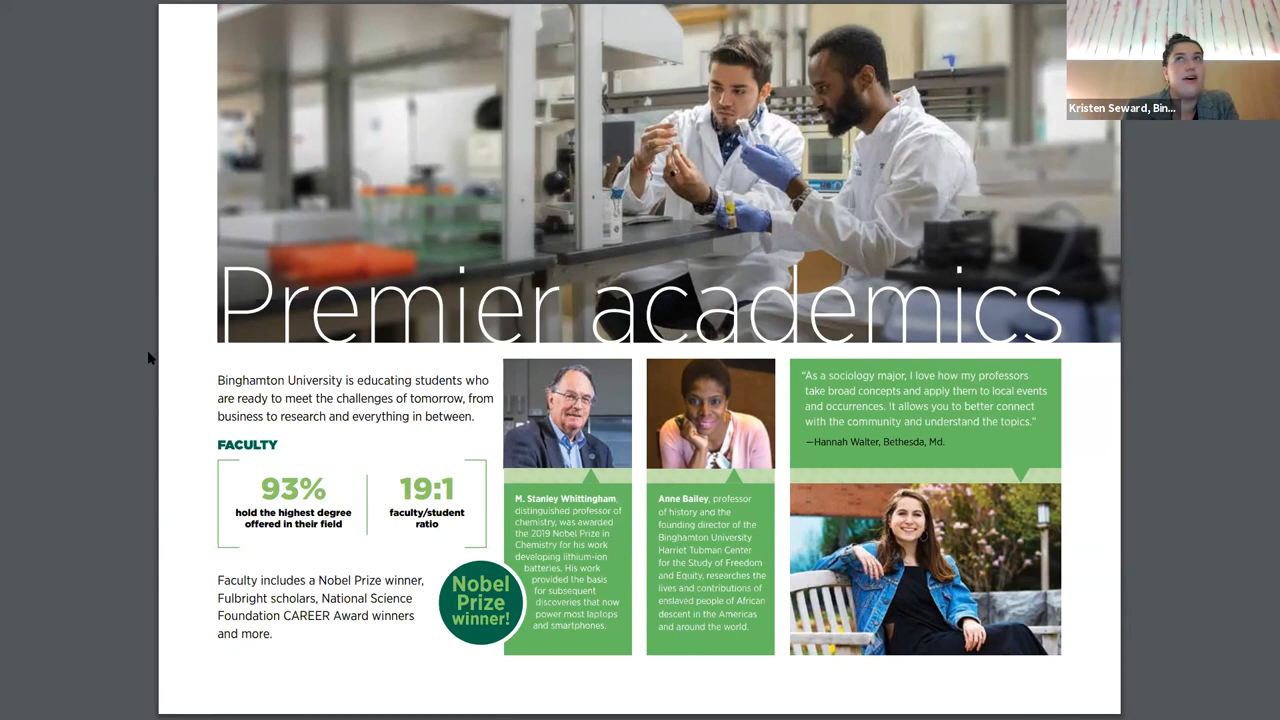 Kristen Seward, Bin...
Premier academics
Binghamton University is educating students who
are ready to meet the challenges of tomorrow, from
business to research and everything in between.
FACULTY
93%
hold the highest degree
offered in their field
19:1
faculty/student
ratio
Faculty includes a Nobel Prize winner,
Fulbright scholars, National Science
Foundation CAREER Award winners
and more.
Nobel
Prize
winner!
M. Stanley Whittingham,
distinguished professor of
chemistry, was awarded
the 2019 Nobel Prize in
Chemistry for his work
developing lithium-ion
batteries. His work
provided the basis
for subsequent
discoveries that now
power most laptops
and smartphones.
Anne Bailey, professor
of history and the
founding director of the
Binghamton University
Harriet Tubman Center
for the Study of Freedom
and Equity, researches the
lives and contributions of
enslaved people of African
descent in the Americas
and around the world.
“As a sociology major, I love how my professors
take broad concepts and apply them to local events
and occurrences. It allows you to better connect
with the community and understand the topics.”
—Hannah Walter, Bethesda, Md.